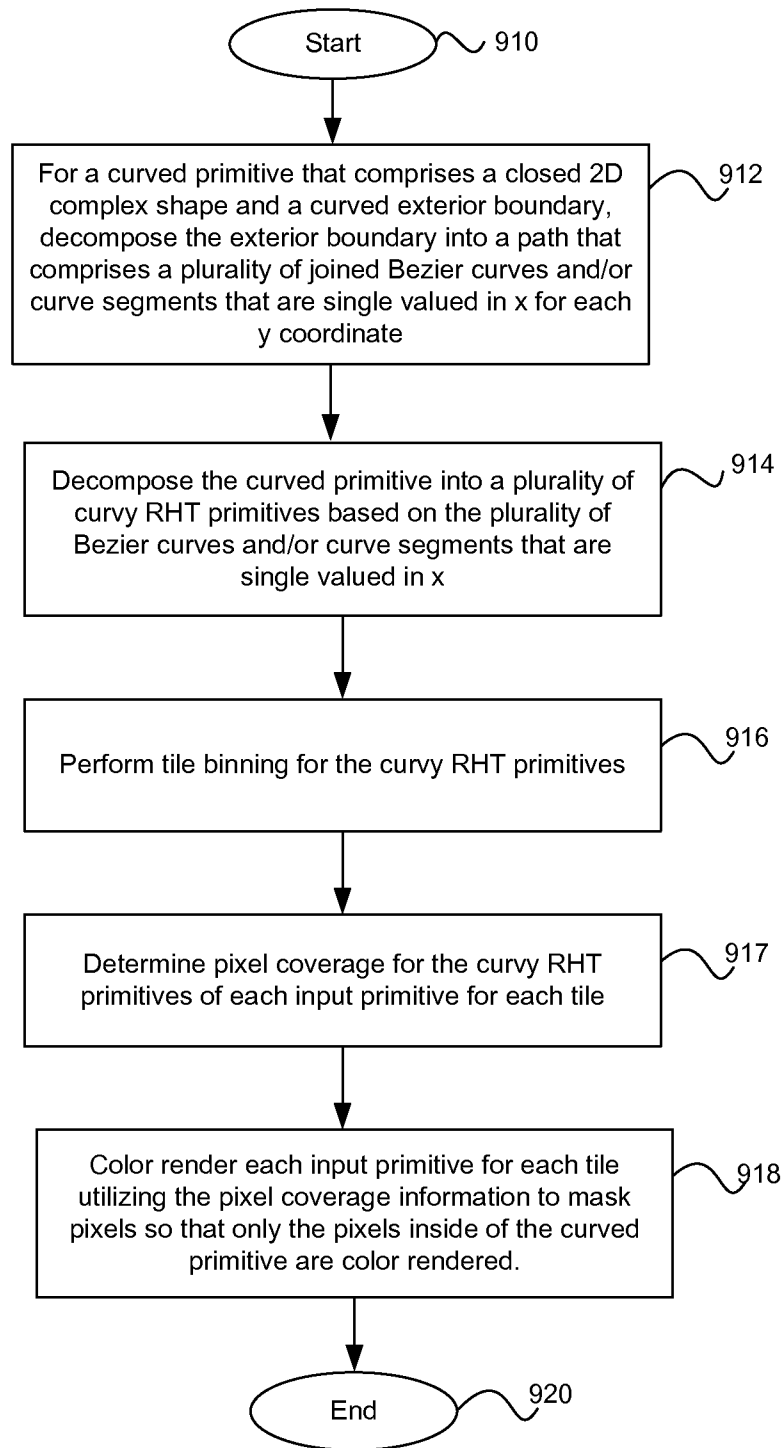 Start
910
For a curved primitive that comprises a closed 2D
complex shape and a curved exterior boundary,
decompose the exterior boundary into a path that
comprises a plurality of joined Bezier curves and/or
curve segments that are single valued in x for each
y coordinate
912
Decompose the curved primitive into a plurality of
curvy RHT primitives based on the plurality of
Bezier curves and/or curve segments that are
single valued in x
914
Perform tile binning for the curvy RHT primitives
916
Determine pixel coverage for the curvy RHT
primitives of each input primitive for each tile
917
Color render each input primitive for each tile
utilizing the pixel coverage information to mask
pixels so that only the pixels inside of the curved
primitive are color rendered.
918
End
920